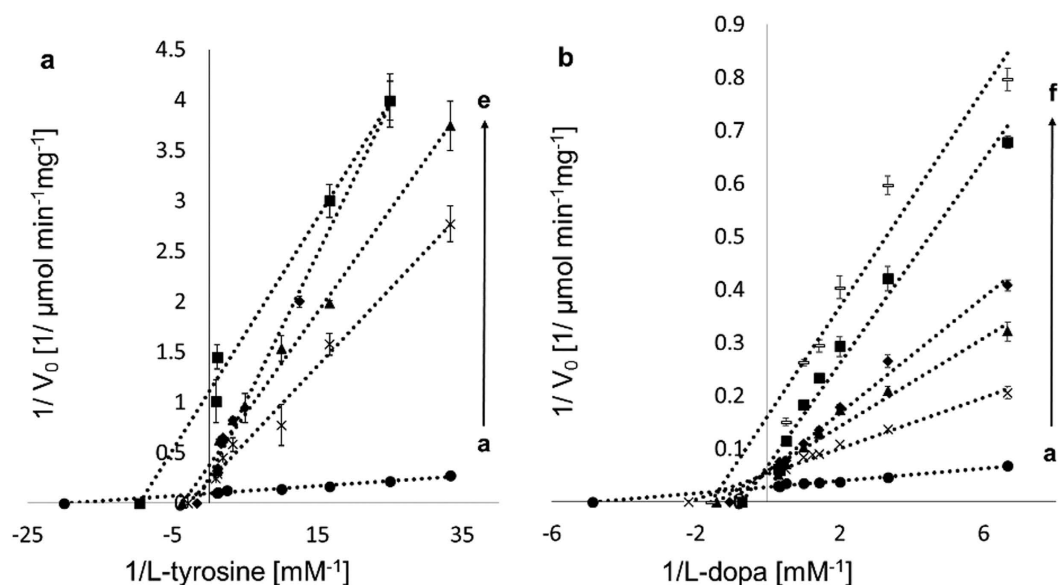 a
4.5
4
3.5
3
2.5
2
1.5
1
0.5
0
-25
-5
15
35
e
a
1/ V₀ [1/ μmol min⁻¹mg⁻¹)
1/L-tyrosine [mM⁻¹]
b
0.9
0.8
0.7
0.6
0.5
0.4
0.3
0.2
0.1
-6
-2
2
6
f
a
1/ V₀ [1/ μmol min⁻¹mg⁻¹)
1/L-dopa [mM⁻¹]